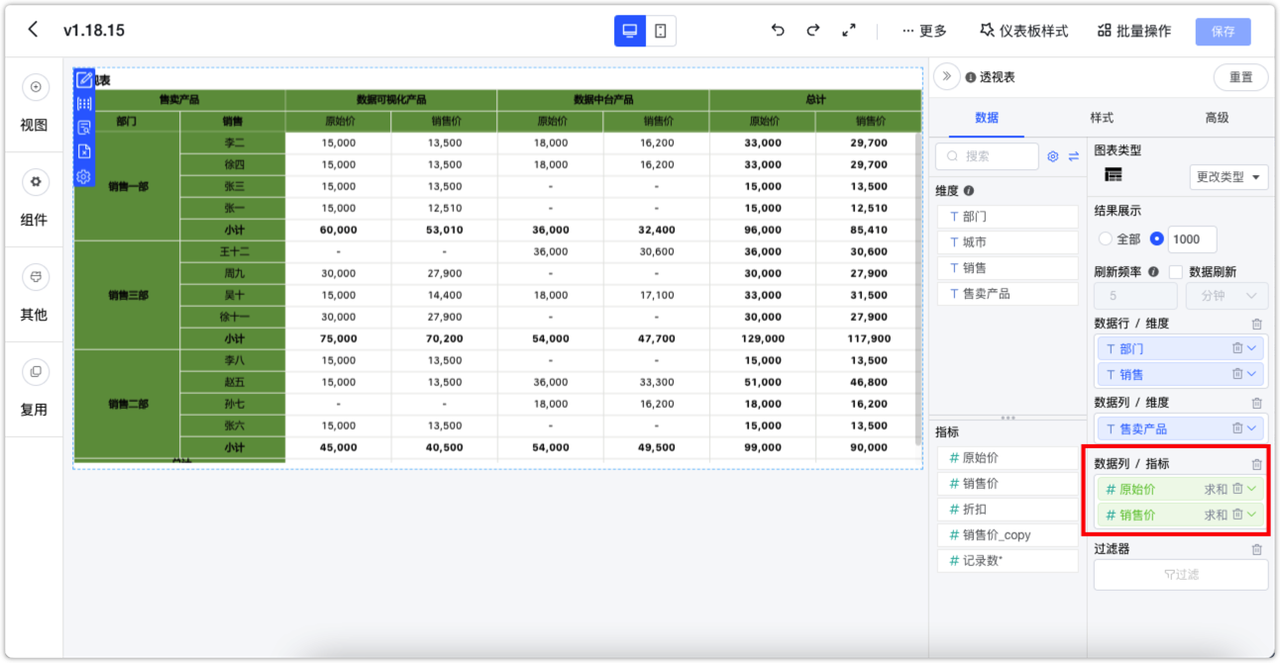 v1.18.15
··· 更多
仪表板样式
批量操作
保存
视图
组件
其他
复用
视表
售卖产品 数据可视化产品 数据中台产品 总计
部门 销售 原始价 销售价 原始价 销售价 原始价 销售价
李二 15,000 13,500 18,000 16,200 33,000 29,700
徐四 15,000 13,500 18,000 16,200 33,000 29,700
销售一部 张三 15,000 13,500 - - 15,000 13,500
张一 15,000 12,510 - - 15,000 12,510
小计 60,000 53,010 36,000 32,400 96,000 85,410
王十二 - - 36,000 30,600 36,000 30,600
周九 30,000 27,900 - - 30,000 27,900
销售三部 吴十 15,000 14,400 18,000 17,100 33,000 31,500
徐十一 30,000 27,900 - - 30,000 27,900
小计 75,000 70,200 54,000 47,700 129,000 117,900
李八 15,000 13,500 - - 15,000 13,500
赵五 15,000 13,500 36,000 33,300 51,000 46,800
销售二部 孙七 - - 18,000 16,200 18,000 16,200
张六 15,000 13,500 - - 15,000 13,500
小计 45,000 40,500 54,000 49,500 99,000 90,000
总计
透视表
重置
数据 样式 高级
搜索
维度
T 部门
T 城市
T 销售
T 售卖产品
指标
# 原始价
# 销售价
# 折扣
# 销售价_copy
# 记录数*
图表类型
更改类型
结果展示
全部 1000
刷新频率 数据刷新
5 分钟
数据行 / 维度
T 部门
T 销售
数据列 / 维度
T 售卖产品
数据列 / 指标
# 原始价 求和
# 销售价 求和
过滤器
过滤